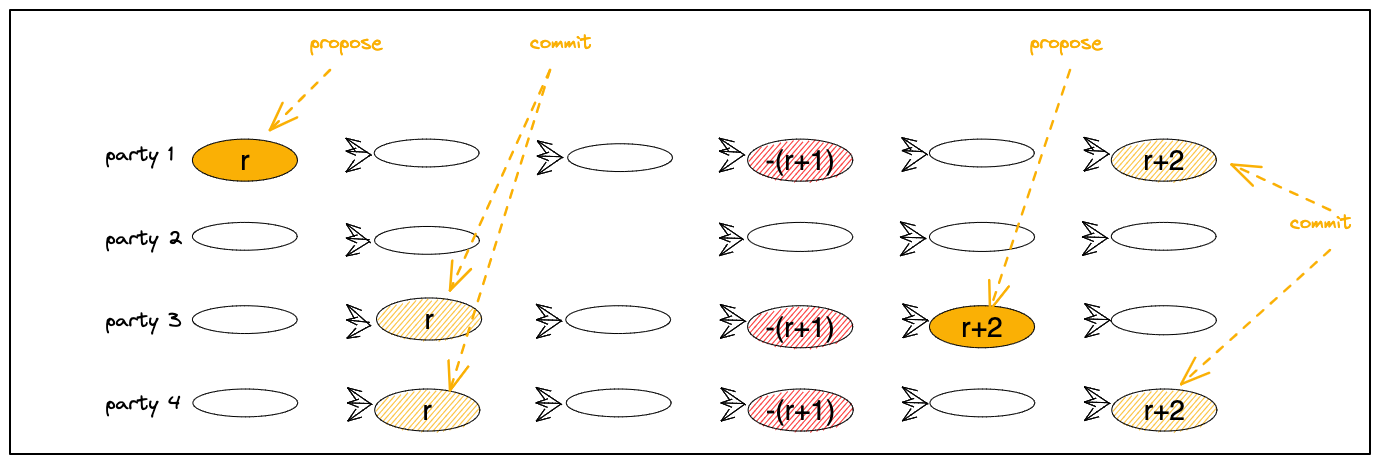 propose
commit
propose
party 1
r
-(r+1)
r+2
party 2
commit
party 3
r
-(r+1)
r+2
party 4
r
-(r+1)
r+2